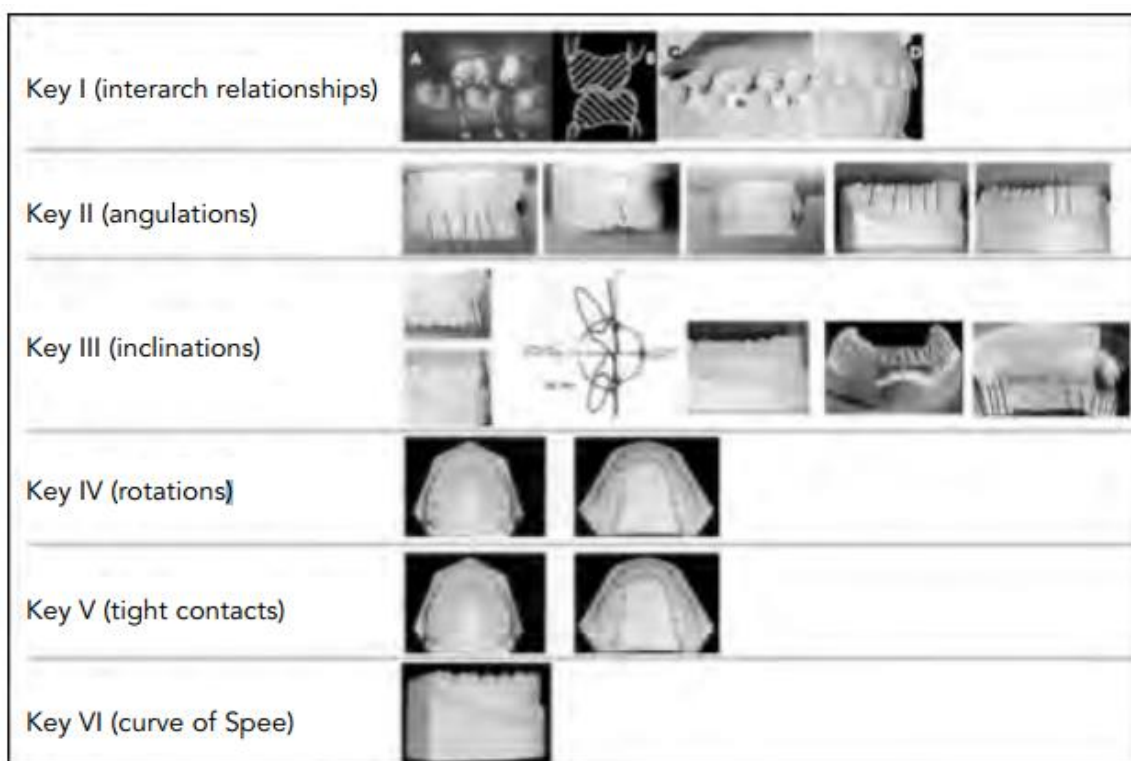 Key I (interarch relationships)
A
B
C
D
Key II (angulations)
Key III (inclinations)
Key IV (rotations)
Key V (tight contacts)
Key VI (curve of Spee)